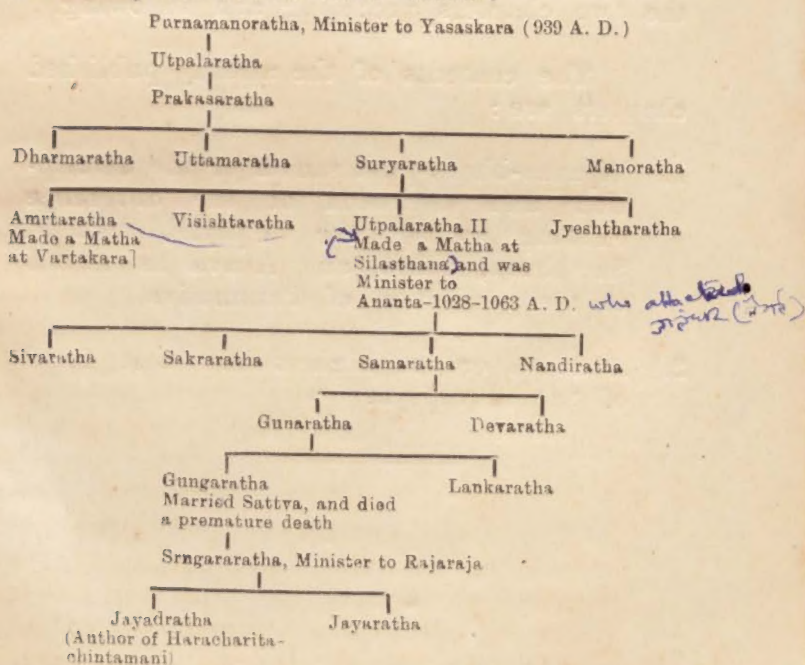 Purnamanoratha, Minister to Yasaskara (939 A. D.)
Utpalaratha
Prakasaratha
Dharmaratha Uttamaratha Suryaratha Manoratha
Amrtaratha Visishtaratha Utpalaratha II Jyeshtharatha
Made a Matha Made a Matha at
at Vartakara] Silasthana) and was
Minister to
Ananta-1028-1063 A. D. who attacked
Sivaratha Sakraratha Samaratha Nandiratha
Gunaratha Devaratha
Gungaratha Lankaratha
Married Sattva, and died
a premature death
Srngararatha, Minister to Rajaraja
Jayadratha Jayaratha
(Author of Haracharita-
chintamani)